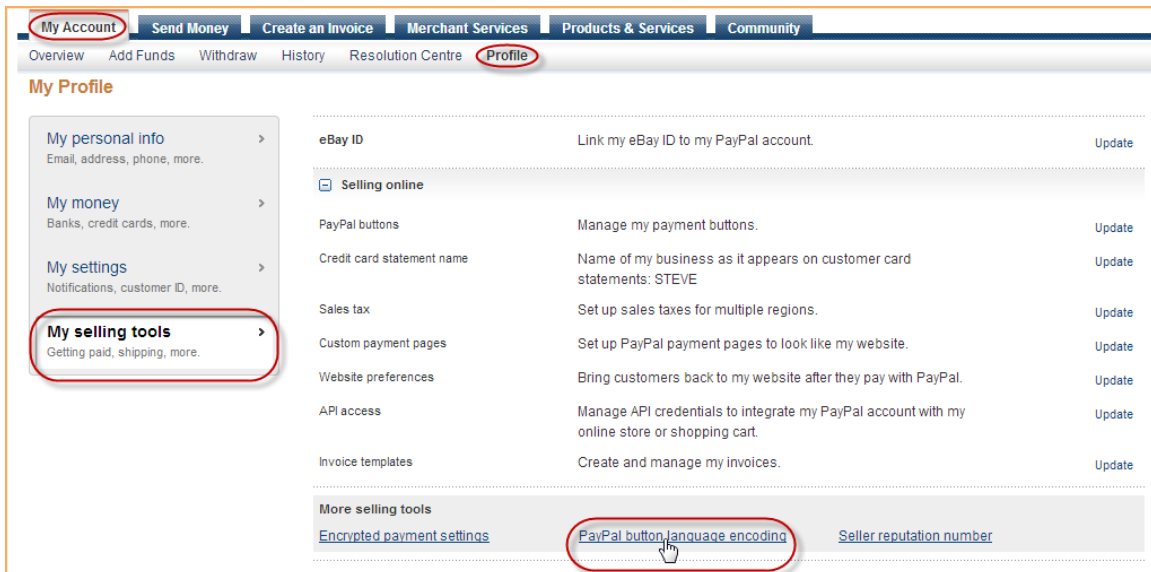 My Account Send Money Create an Invoice Merchant Services Products & Services Community
Overview Add Funds Withdraw History Resolution Centre Profile
My Profile
My personal info
Email, address, phone, more.
My money
Banks, credit cards, more.
My settings
Notifications, customer ID, more.
My selling tools
Getting paid, shipping, more.
eBay ID Link my eBay ID to my PayPal account. Update
Selling online
PayPal buttons Manage my payment buttons. Update
Credit card statement name Name of my business as it appears on customer card Update
statements: STEVE
Sales tax Set up sales taxes for multiple regions. Update
Custom payment pages Set up PayPal payment pages to look like my website. Update
Website preferences Bring customers back to my website after they pay with PayPal. Update
API access Manage API credentials to integrate my PayPal account with my Update
online store or shopping cart.
Invoice templates Create and manage my invoices. Update
More selling tools
Encrypted payment settings PayPal button language encoding Seller reputation number